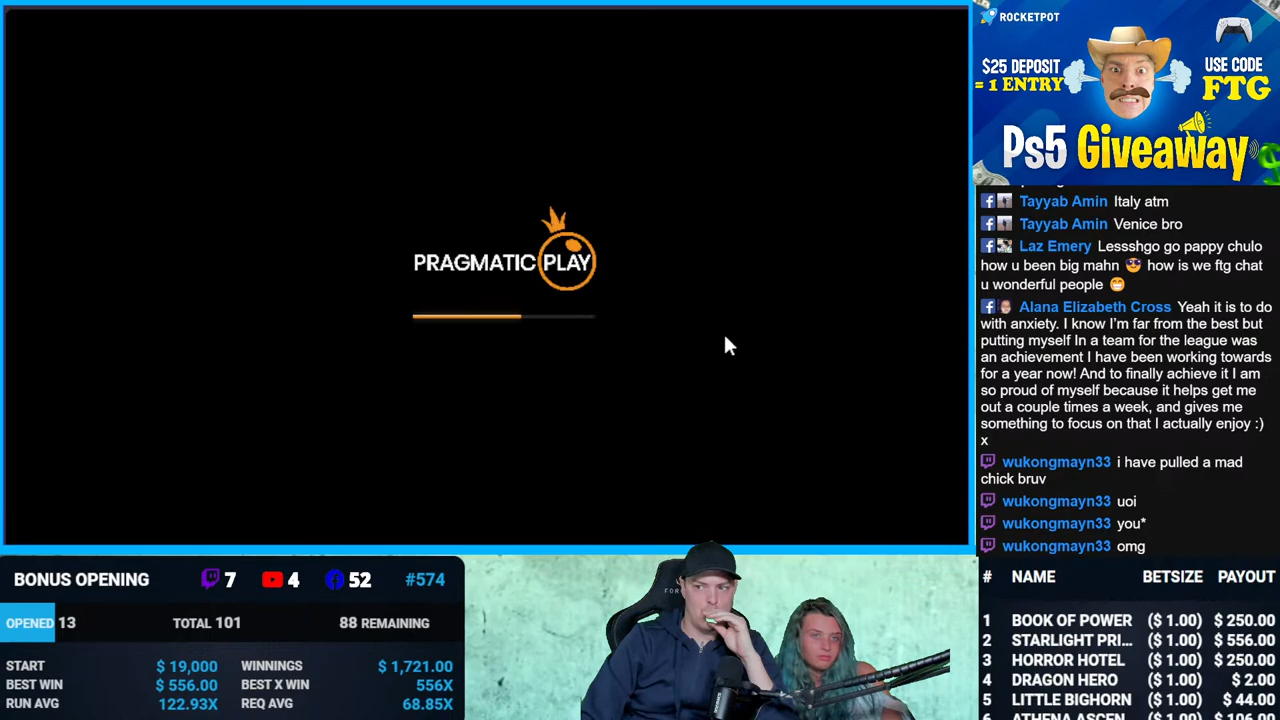 PRAGMATIC PLAY
ROCKETPOT
$25 DEPOSIT
= 1 ENTRY
USE CODE
FTG
Ps5 Giveaway
Tayyab Amin Italy atm
Tayyab Amin Venice bro
Laz Emery Lessshgo go pappy chulo
how u been big mahn 😎 how is we ftg chat
u wonderful people 😁
Alana Elizabeth Cross Yeah it is to do
with anxiety. I know I'm far from the best but
putting myself In a team for the league was
an achievement I have been working towards
for a year now! And to finally achieve it I am
so proud of myself because it helps get me
out a couple times a week, and gives me
something to focus on that I actually enjoy :)
x
wukongmayn33 i have pulled a mad
chick bruv
wukongmayn33 uoi
wukongmayn33 you*
wukongmayn33 omg
BONUS OPENING 7 4 52 #574
OPENED 13 TOTAL 101 88 REMAINING
START $ 19,000 WINNINGS $ 1,721.00
BEST WIN $ 556.00 BEST X WIN 556X
RUN AVG 122.93X REQ AVG 68.85X
# NAME BETSIZE PAYOUT
1 BOOK OF POWER ($ 1.00) $ 250.00
2 STARLIGHT PRI... ($ 1.00) $ 556.00
3 HORROR HOTEL ($ 1.00) $ 250.00
4 DRAGON HERO ($ 1.00) $ 2.00
5 LITTLE BIGHORN ($ 1.00) $ 44.00
6 ATHENA ASCEN ($ 1.00) $ 106.00